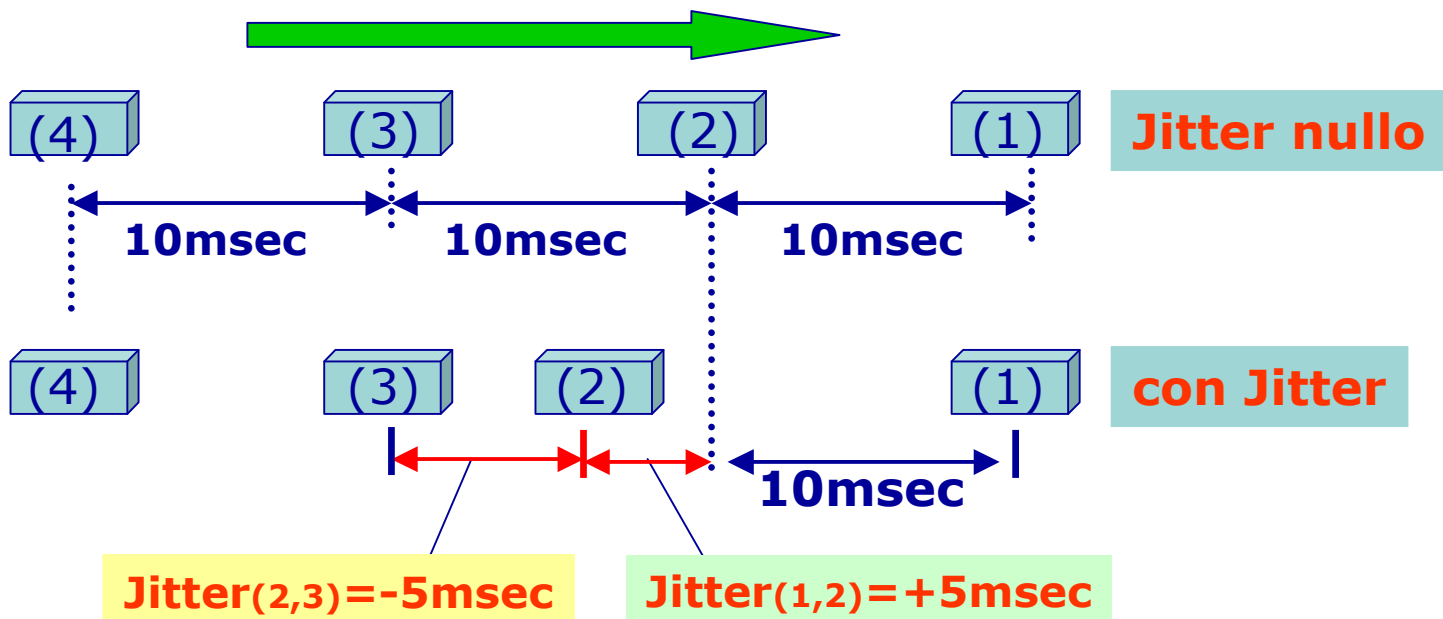 (4) (3) (2) (1) Jitter nullo
10msec 10msec 10msec
(4) (3) (2) (1) con Jitter
10msec
Jitter(2,3)=-5msec Jitter(1,2)=+5msec